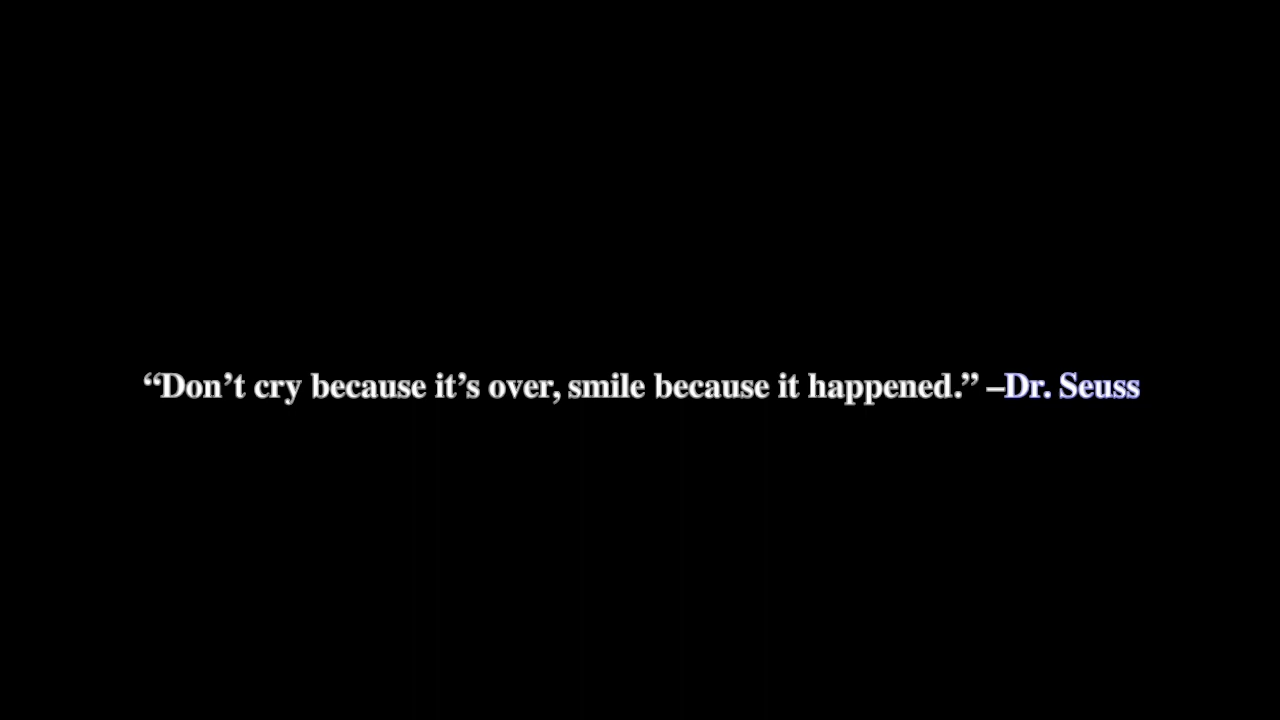 “Don’t cry because it’s over, smile because it happened.” –Dr. Seuss